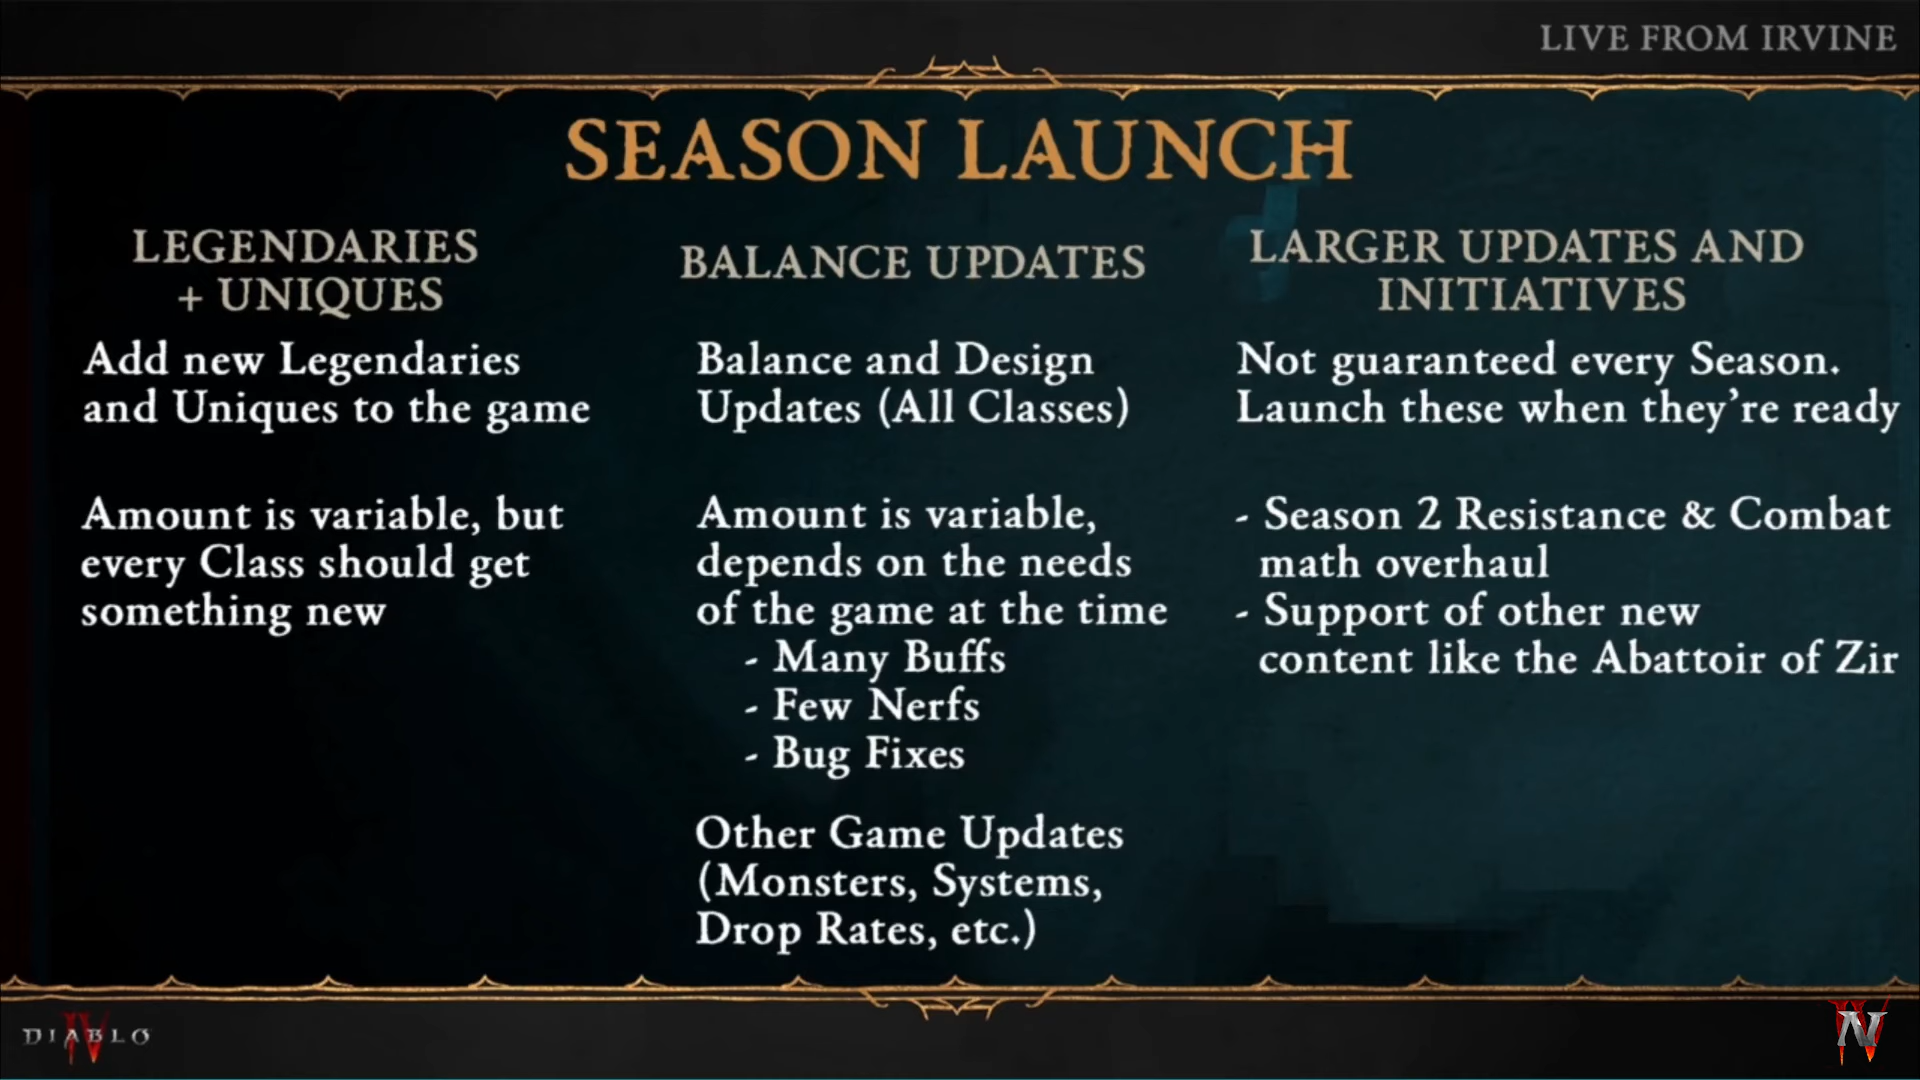 LIVE FROM IRVINE
SEASON LAUNCH
LEGENDARIES
+ UNIQUES
Add new Legendaries
and Uniques to the game
Amount is variable, but
every Class should get
something new
BALANCE UPDATES
Balance and Design
Updates (All Classes)
Amount is variable,
depends on the needs
of the game at the time
- Many Buffs
- Few Nerfs
- Bug Fixes
Other Game Updates
(Monsters, Systems,
Drop Rates, etc.)
LARGER UPDATES AND
INITIATIVES
Not guaranteed every Season.
Launch these when they're ready
- Season 2 Resistance & Combat
math overhaul
- Support of other new
content like the Abattoir of Zir
DIABLO
IV
N
IV